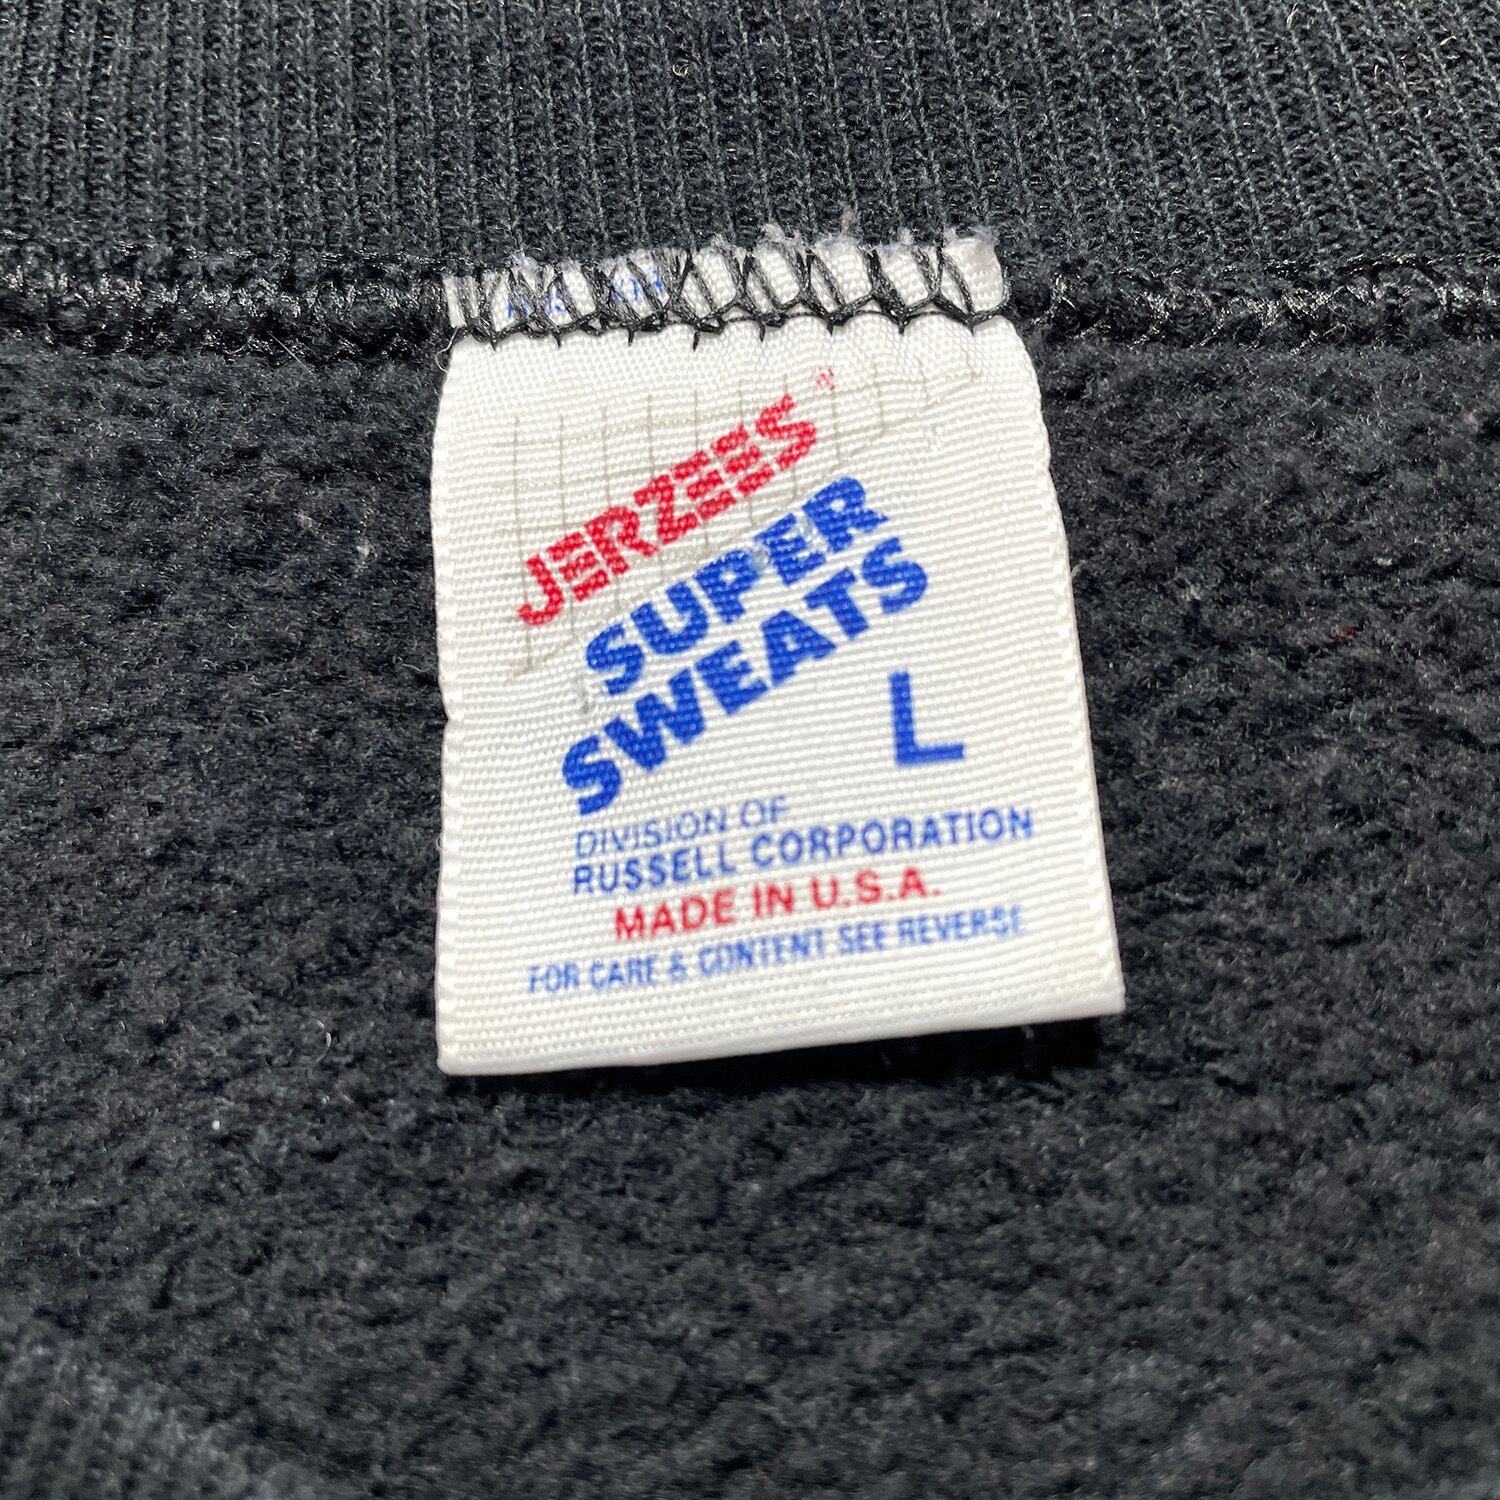 JERZEES®
SUPER
SWEATS
L
DIVISION OF
RUSSELL CORPORATION
MADE IN U.S.A.
FOR CARE & CONTENT SEE REVERSE